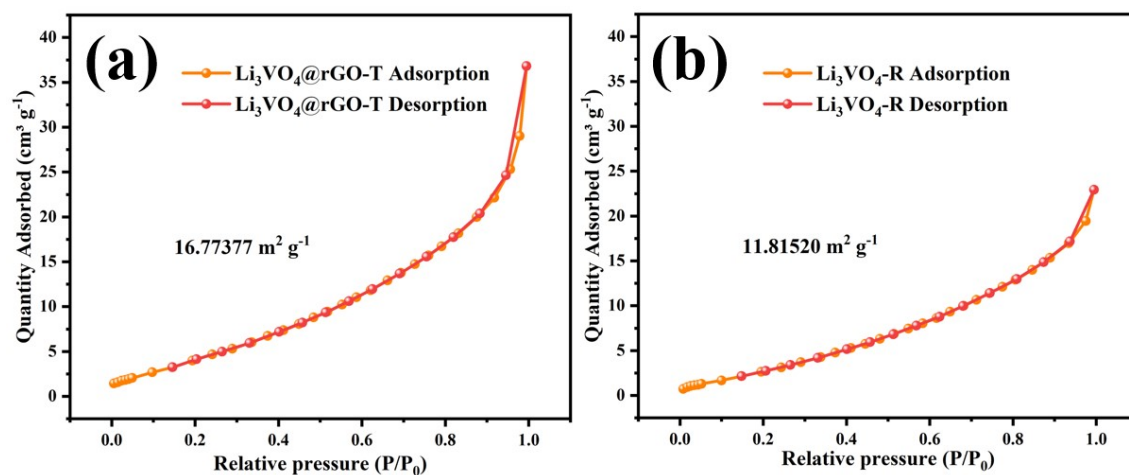 (a)
Li₃VO₄@rGO-T Adsorption
Li₃VO₄@rGO-T Desorption
16.77377 m² g⁻¹
Quantity Adsorbed (cm³ g⁻¹)
40
35
30
25
20
15
10
5
0
0.0 0.2 0.4 0.6 0.8 1.0
Relative pressure (P/P₀)
(b)
Li₃VO₄-R Adsorption
Li₃VO₄-R Desorption
11.81520 m² g⁻¹
Quantity Adsorbed (cm³ g⁻¹)
40
35
30
25
20
15
10
5
0
0.0 0.2 0.4 0.6 0.8 1.0
Relative pressure (P/P₀)